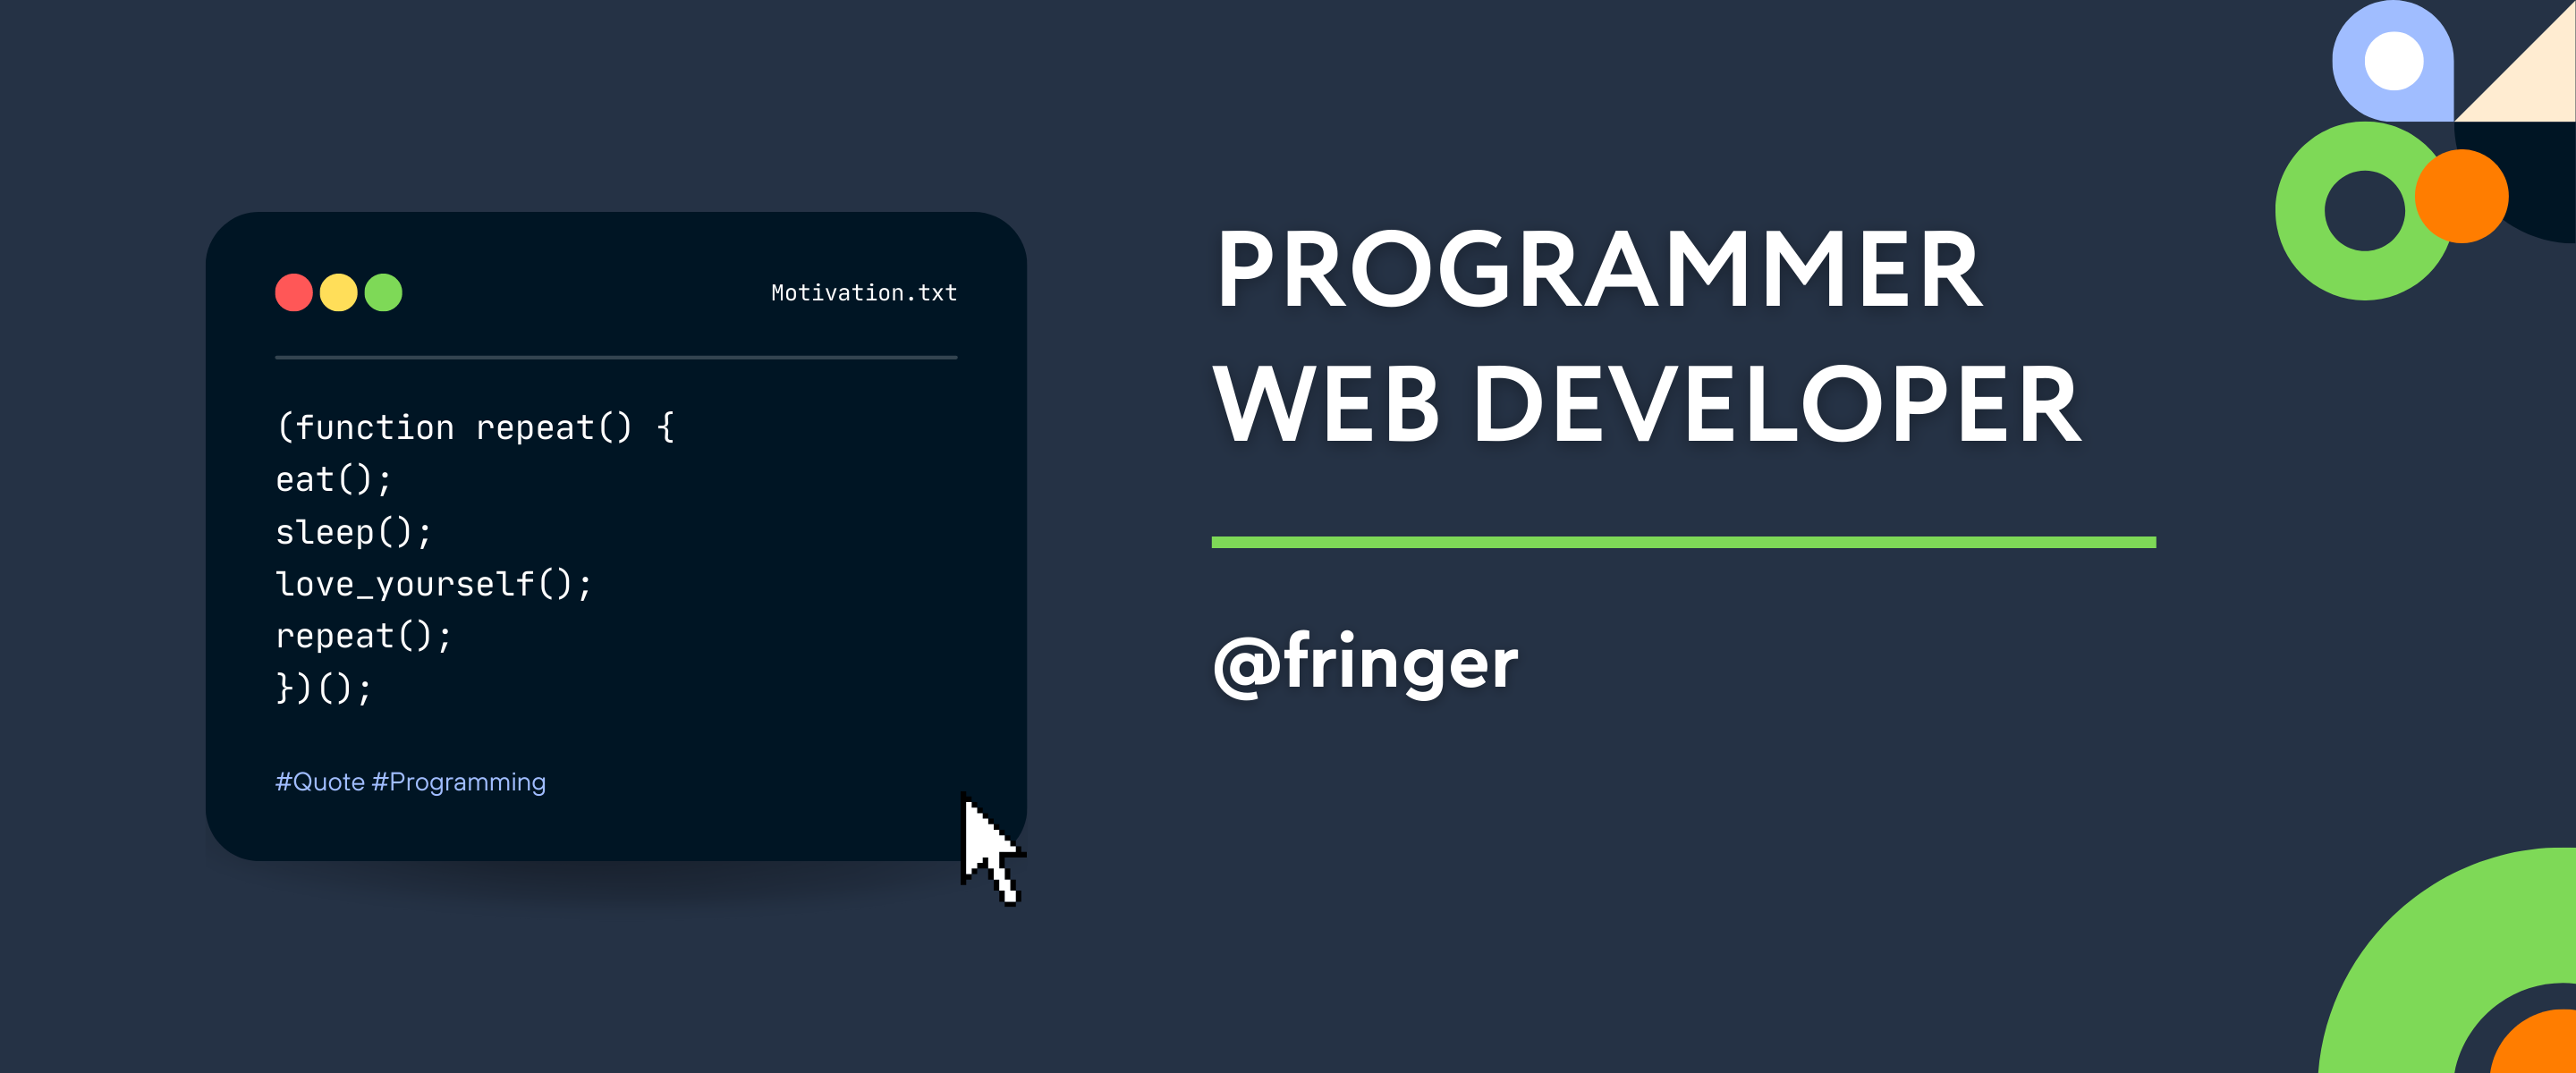 Motivation.txt
(function repeat() {
eat();
sleep();
love_yourself();
repeat();
})();
#Quote #Programming
PROGRAMMER
WEB DEVELOPER
@fringer